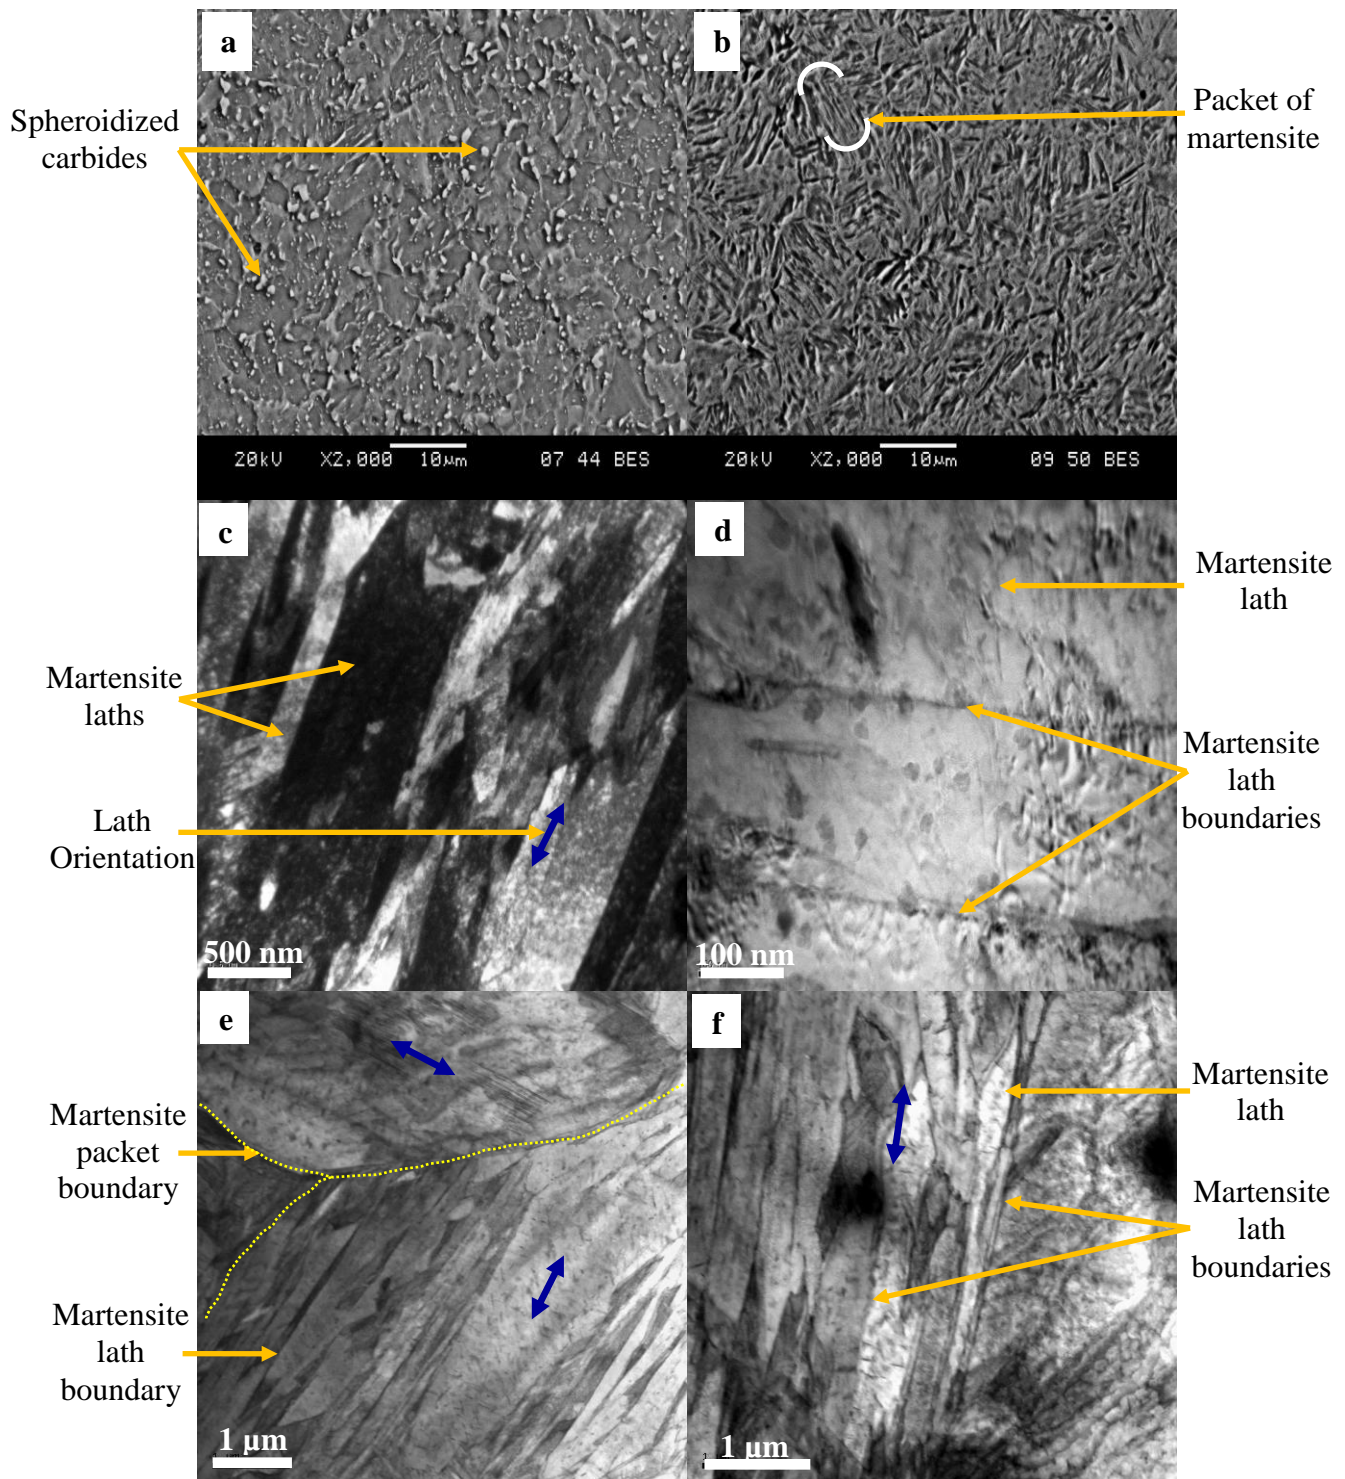 a
b
Spheroidized
carbides
Packet of
martensite
20kV X2,000 10µm 07 44 BES
20kV X2,000 10µm 09 50 BES
c
d
Martensite
lath
Martensite
laths
Martensite
lath
boundaries
Lath
Orientation
500 nm
100 nm
e
f
Martensite
lath
Martensite
packet
boundary
Martensite
lath
boundaries
Martensite
lath
boundary
1 µm
1 µm